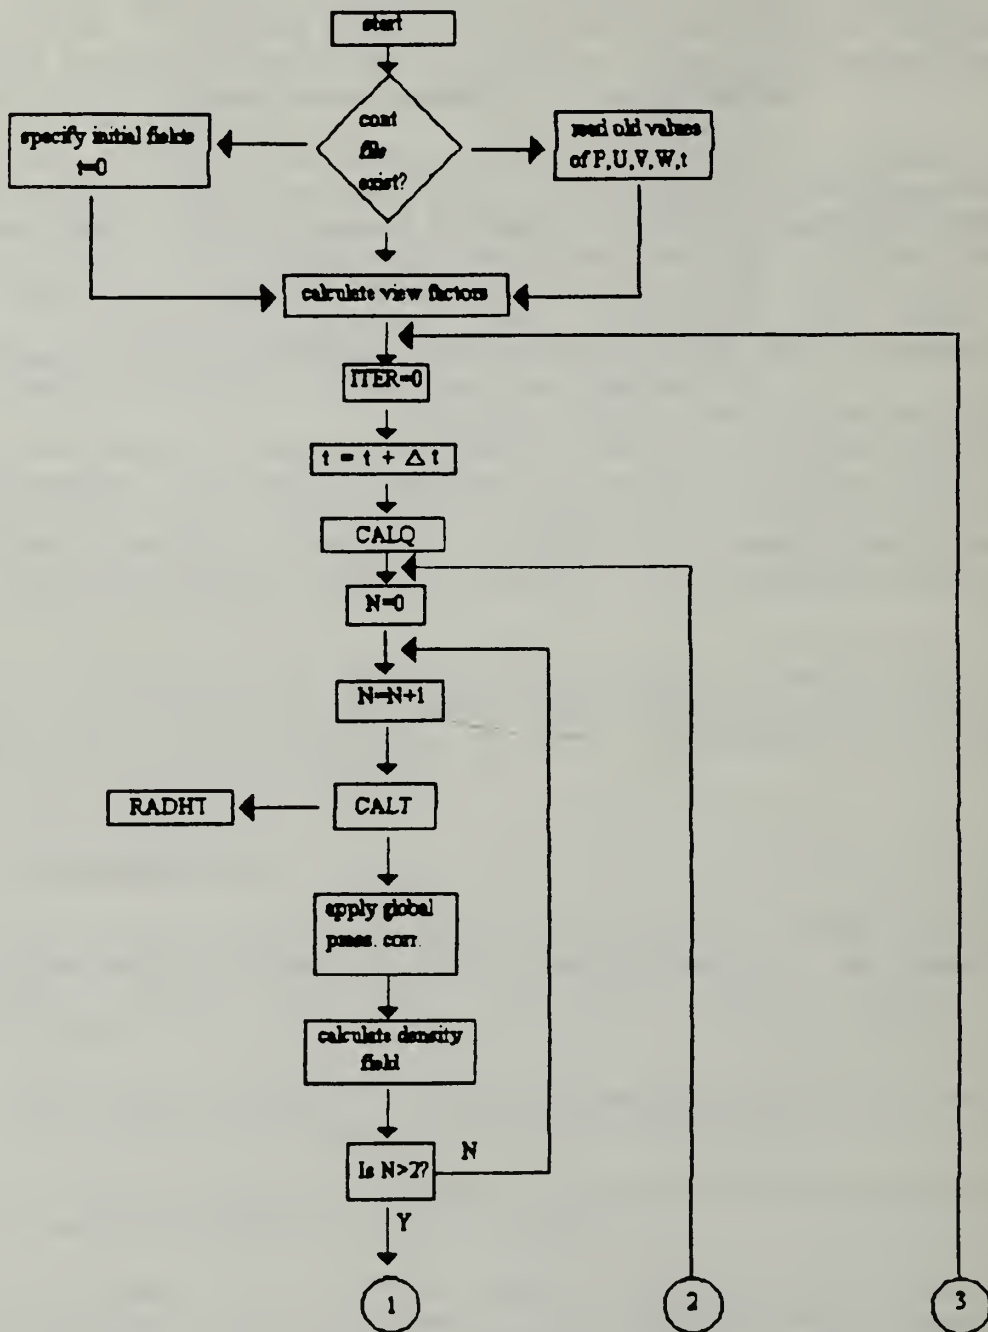 start
cont
file
exist?
specify initial fields
t=0
read old values
of P,U,V,W,t
calculate view factors
ITER=0
t = t + Δ t
CALQ
N=0
N=N+1
RADHT
CALT
apply global
press. corr.
calculate density
field
Is N>2?
N
Y
1
2
3